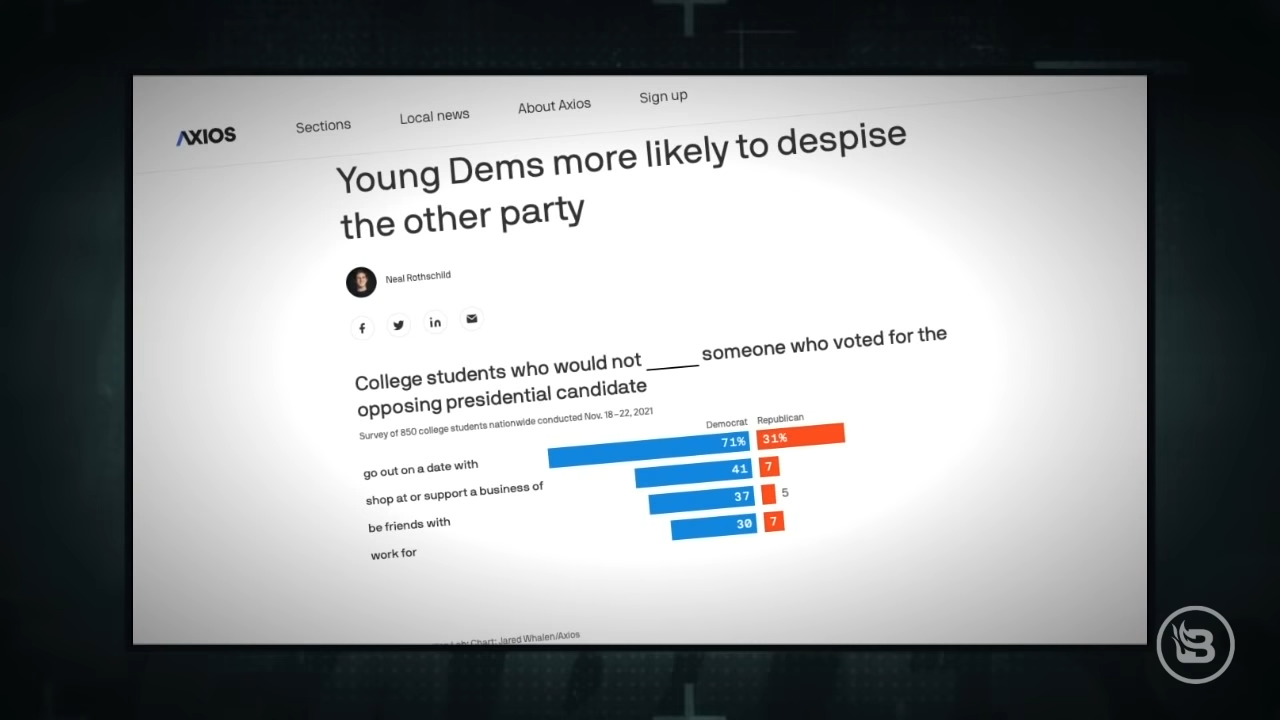 AXIOS Sections Local news About Axios Sign up
Young Dems more likely to despise
the other party
Neal Rothschild
College students who would not ______ someone who voted for the
opposing presidential candidate
Survey of 850 college students nationwide conducted Nov. 18–22, 2021
Democrat Republican
go out on a date with 71% 31%
shop at or support a business of 41 7
be friends with 37 5
work for 30 7
Chart: Jared Whalen/Axios
B